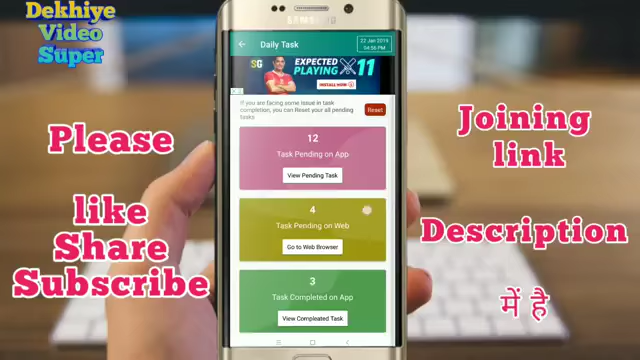 Dekhiye
Video
Super
Please
like
Share
Subscribe
SAMSUNG
Daily Task
22 Jan 2019
04:56 PM
SG
EXPECTED
PLAYING X11
INSTALL NOW
If you are facing some issue in task
completion, you can Reset your all pending
tasks
Reset
12
Task Pending on App
View Pending Task
4
Task Pending on Web
Go to Web Browser
3
Task Completed on App
View Compleated Task
Joining
link
Description
में है